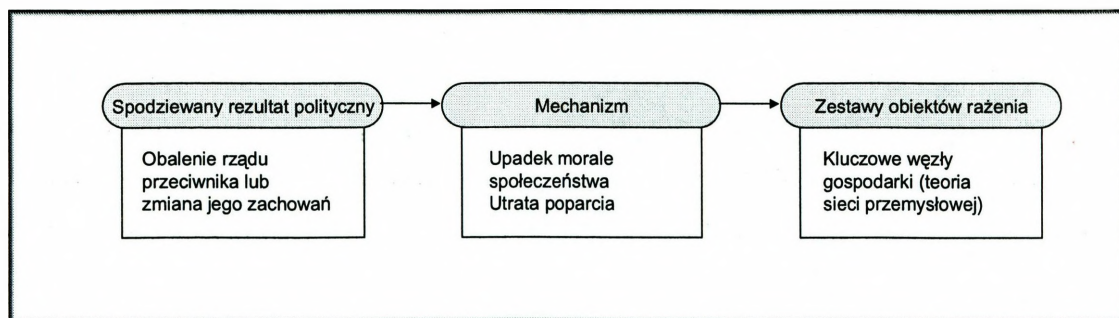 Spodziewany rezultat polityczny
Obalenie rządu
przeciwnika lub
zmiana jego zachowań
Mechanizm
Upadek morale
społeczeństwa
Utrata poparcia
Zestawy obiektów rażenia
Kluczowe węzły
gospodarki (teoria
sieci przemysłowej)